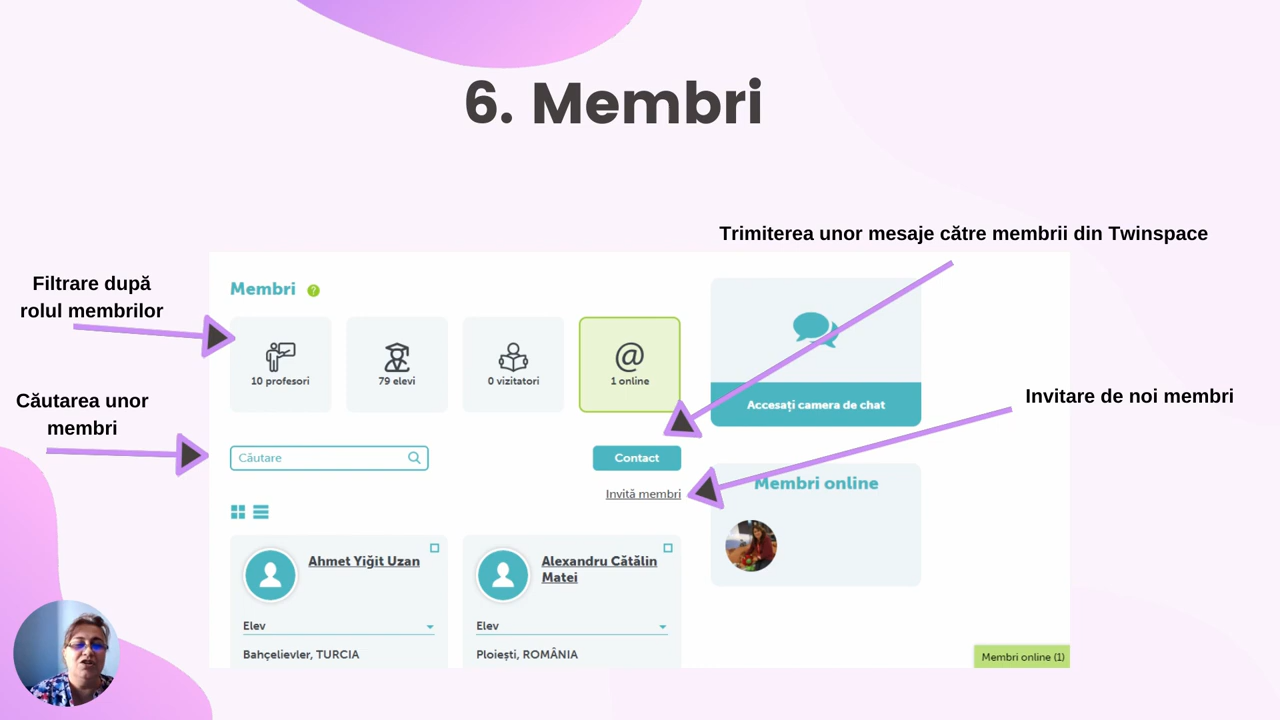 6. Membri
Trimiterea unor mesaje către membrii din Twinspace
Filtrare după
rolul membrilor
Căutarea unor
membri
Invitare de noi membri
Membri ?
10 profesori
79 elevi
0 vizitatori
@
1 online
Accesați camera de chat
Căutare
Contact
Invită membri
Membri online
Ahmet Yiğit Uzan
Elev
Bahçelievler, TURCIA
Alexandru Cătălin
Matei
Elev
Ploiești, ROMÂNIA
Membri online (1)